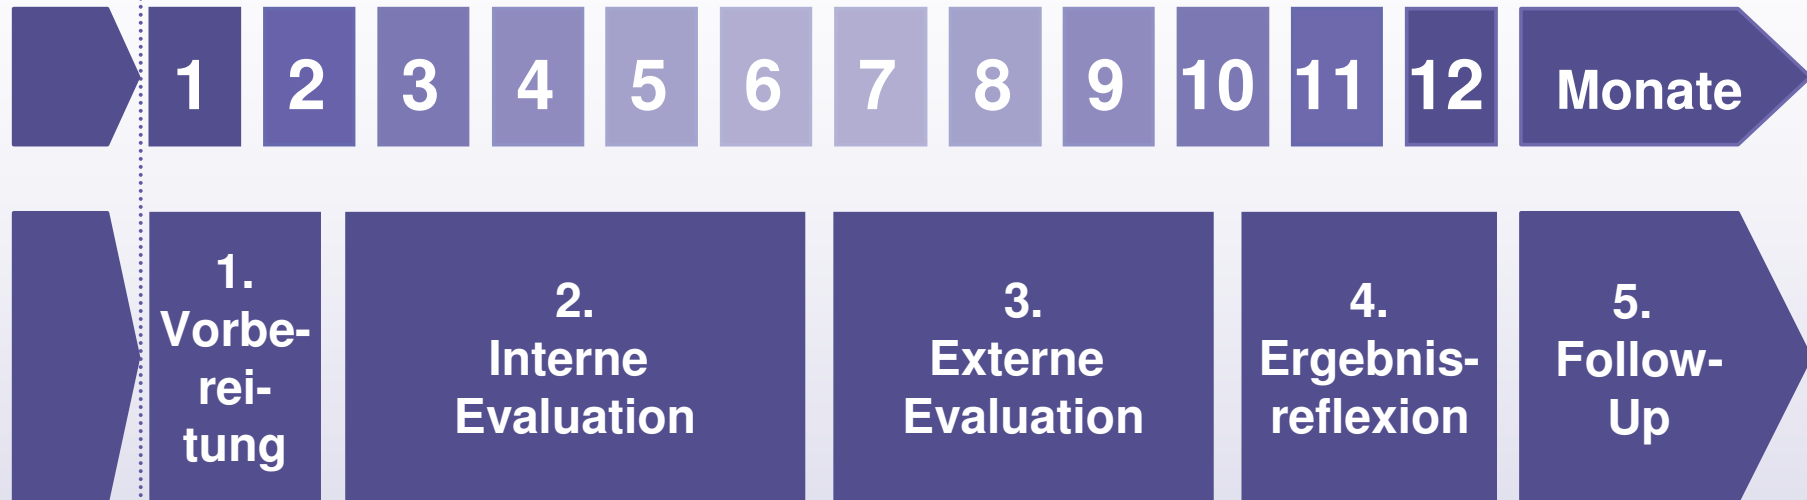 1 2 3 4 5 6 7 8 9 10 11 12 Monate
1.
Vorbe-
rei-
tung
2.
Interne
Evaluation
3.
Externe
Evaluation
4.
Ergebnis-
reflexion
5.
Follow-
Up